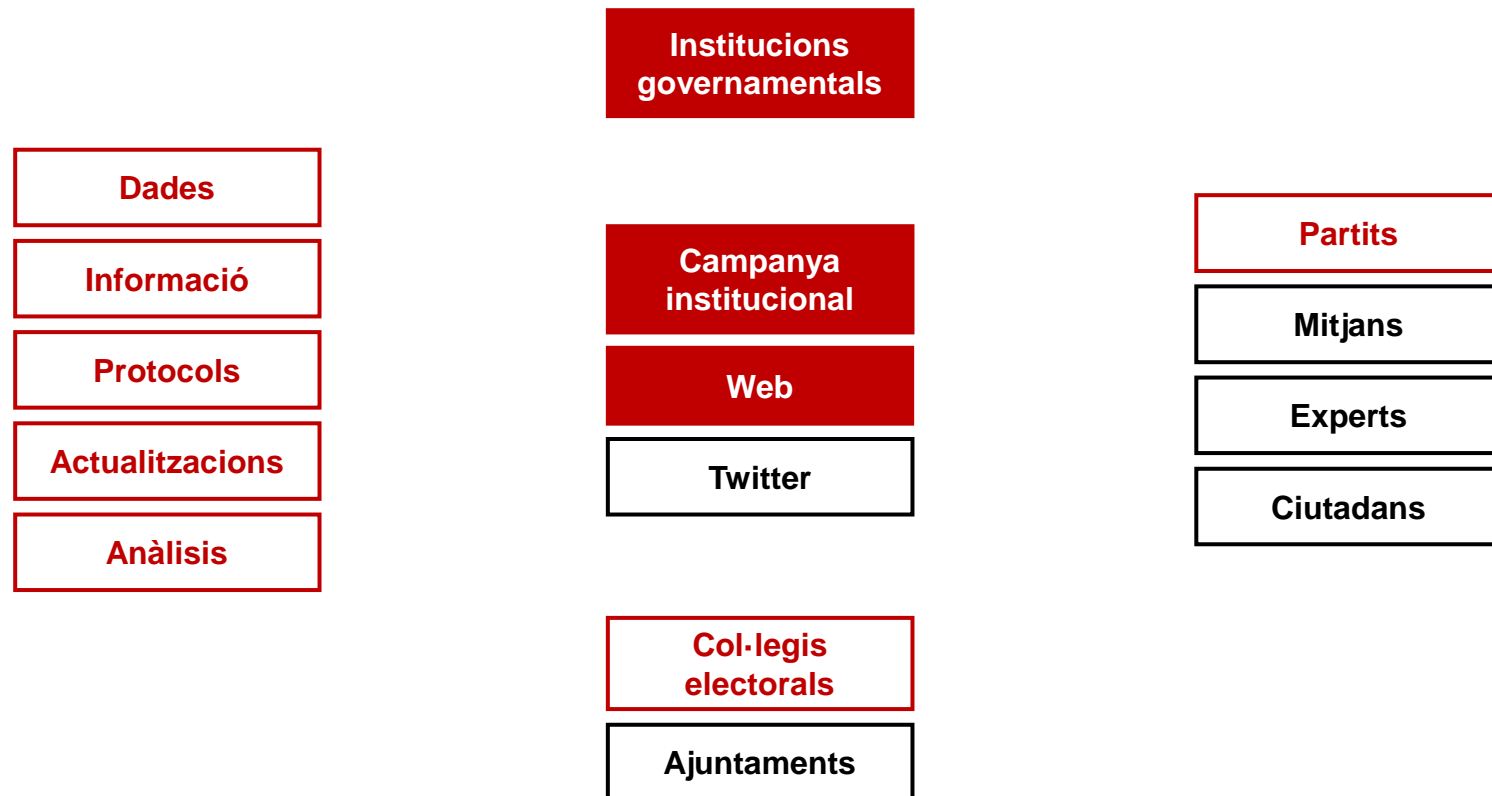 Institucions
governamentals
Dades
Informació
Protocols
Actualitzacions
Anàlisis
Campanya
institucional
Web
Twitter
Partits
Mitjans
Experts
Ciutadans
Col·legis
electorals
Ajuntaments